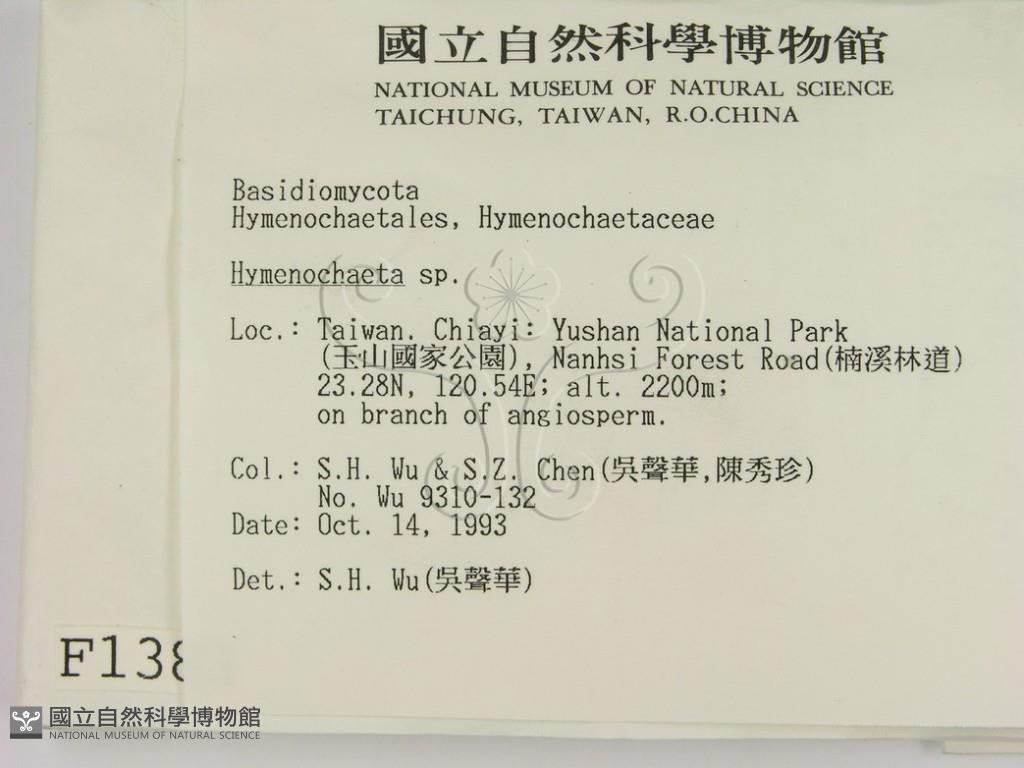 國立自然科學博物館
NATIONAL MUSEUM OF NATURAL SCIENCE
TAICHUNG, TAIWAN, R.O.CHINA
Basidiomycota
Hymenochaetales, Hymenochaetaceae
Hymenochaeta sp.
Loc.: Taiwan. Chiayi: Yushan National Park
(玉山國家公園), Nanhsi Forest Road(楠溪林道)
23.28N, 120.54E; alt. 2200m;
on branch of angiosperm.
Col.: S.H. Wu & S.Z. Chen(吳聲華,陳秀珍)
No. Wu 9310-132
Date: Oct. 14, 1993
Det.: S.H. Wu(吳聲華)
F138
國立自然科學博物館
NATIONAL MUSEUM OF NATURAL SCIENCE